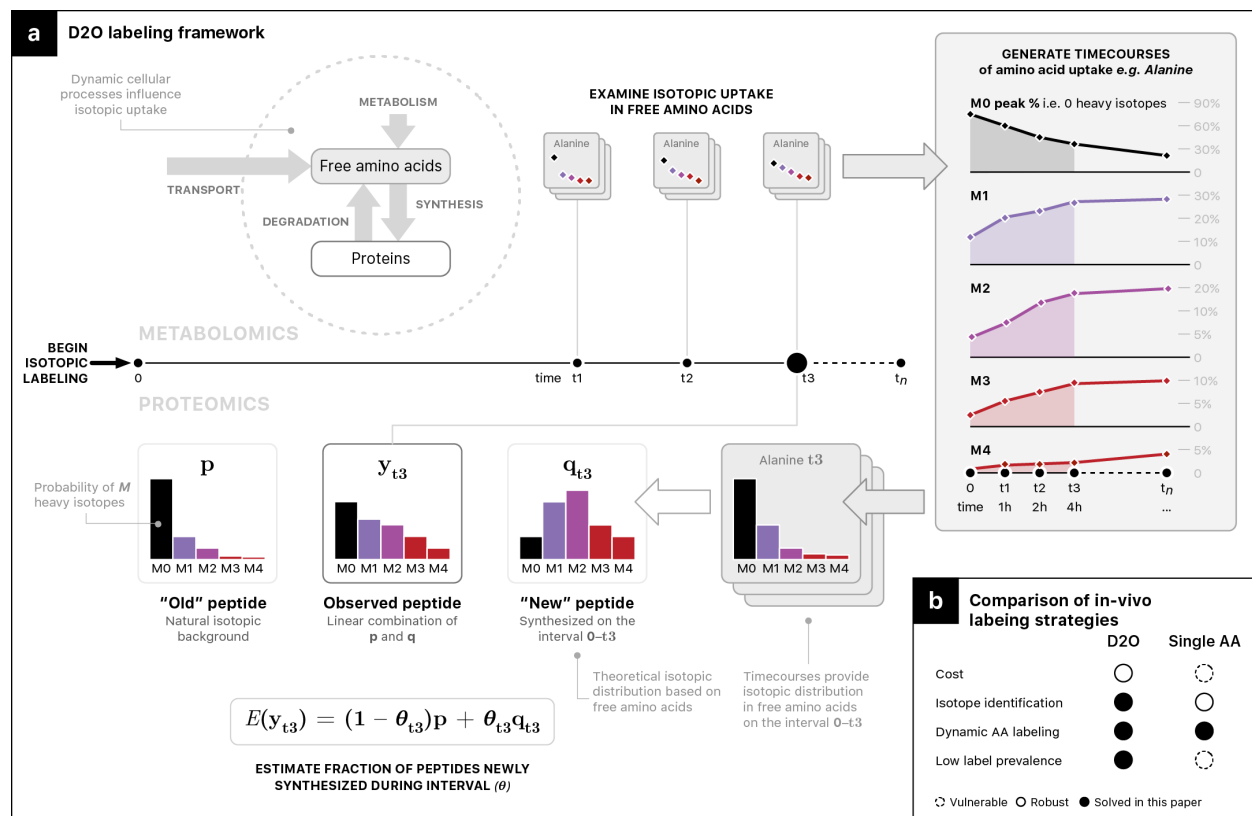 a
D2O labeling framework
Dynamic cellular
processes influence
isotopic uptake
METABOLISM
Free amino acids
TRANSPORT
SYNTHESIS
DEGRADATION
Proteins
EXAMINE ISOTOPIC UPTAKE
IN FREE AMINO ACIDS
Alanine
Alanine
Alanine
GENERATE TIMECOURSES
of amino acid uptake e.g. Alanine
M0 peak % i.e. 0 heavy isotopes
90%
60%
30%
0
M1
30%
20%
10%
0
M2
20%
10%
5%
0
M3
10%
5%
0
M4
5%
0
0 t1 t2 t3 tn
time 1h 2h 4h ...
METABOLOMICS
BEGIN
ISOTOPIC
LABELING
0 time t1 t2 t3 tn
PROTEOMICS
p
Probability of M
heavy isotopes
M0 M1 M2 M3 M4
"Old" peptide
Natural isotopic
background
y_t3
M0 M1 M2 M3 M4
Observed peptide
Linear combination of
p and q
q_t3
M0 M1 M2 M3 M4
"New" peptide
Synthesized on the
interval 0–t3
Theoretical isotopic
distribution based on
free amino acids
Alanine t3
M0 M1 M2 M3 M4
Timecourses provide
isotopic distribution
in free amino acids
on the interval 0–t3
E(y_t3) = (1 − θ_t3)p + θ_t3q_t3
ESTIMATE FRACTION OF PEPTIDES NEWLY
SYNTHESIZED DURING INTERVAL (θ)
b
Comparison of in-vivo
labeing strategies
D2O Single AA
Cost
Isotope identification
Dynamic AA labeling
Low label prevalence
Vulnerable Robust Solved in this paper